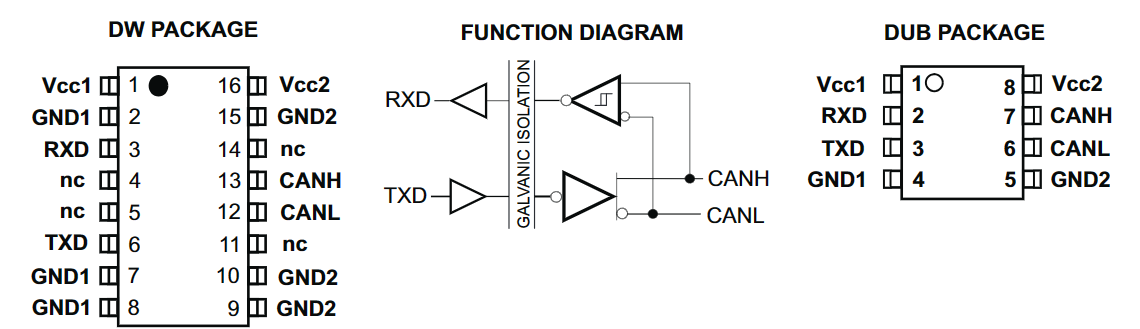 DW PACKAGE
Vcc1 1 16 Vcc2
GND1 2 15 GND2
RXD 3 14 nc
nc 4 13 CANH
nc 5 12 CANL
TXD 6 11 nc
GND1 7 10 GND2
GND1 8 9 GND2
FUNCTION DIAGRAM
RXD
TXD
GALVANIC ISOLATION
CANH
CANL
DUB PACKAGE
Vcc1 1 8 Vcc2
RXD 2 7 CANH
TXD 3 6 CANL
GND1 4 5 GND2